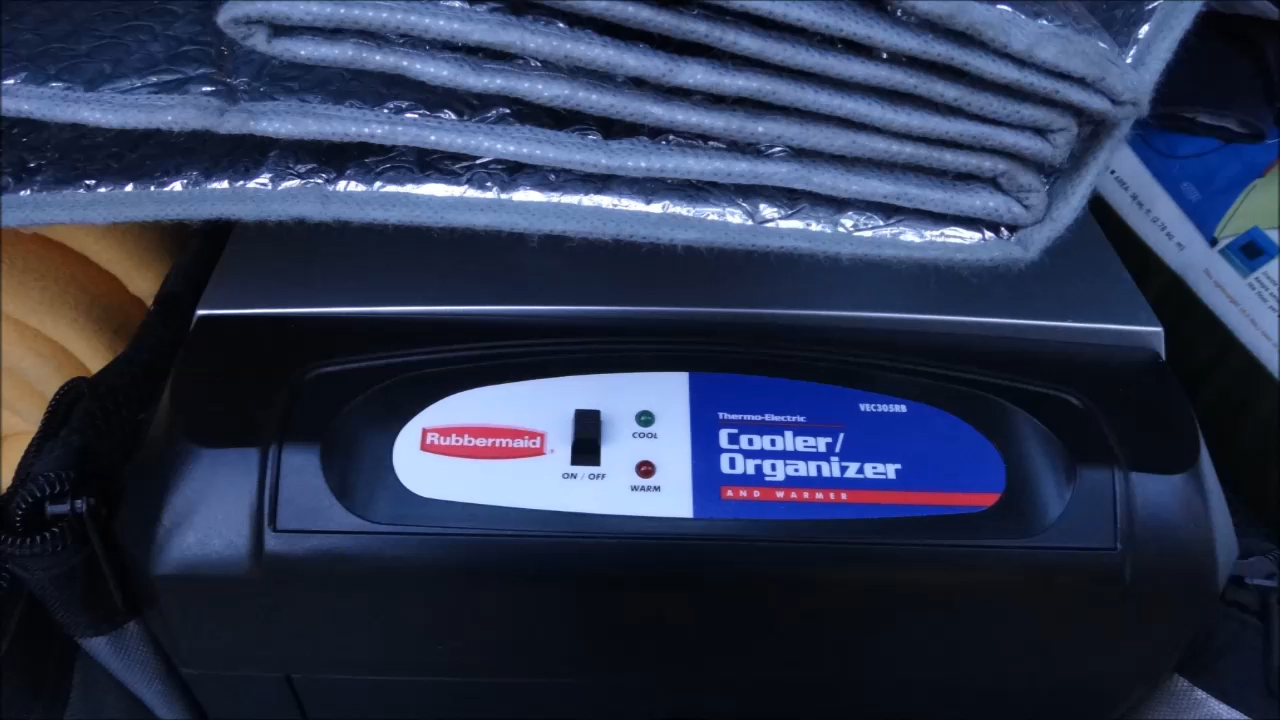 Rubbermaid
ON / OFF
COOL
WARM
VEC305RB
Thermo-Electric
Cooler/
Organizer
AND WARMER